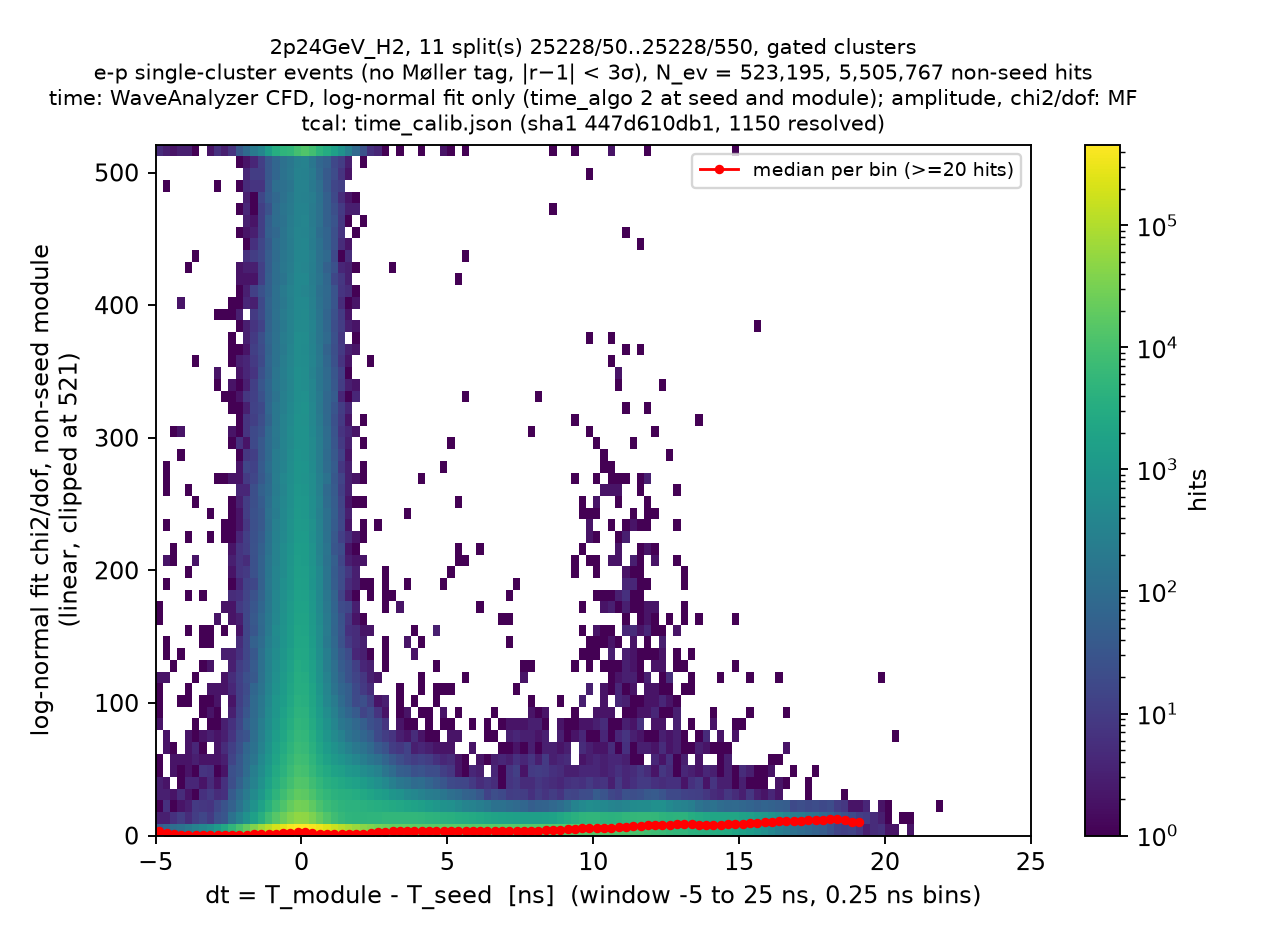 2p24GeV_H2, 11 split(s) 25228/50..25228/550, gated clusters
e-p single-cluster events (no Møller tag, |r−1| < 3σ), N_ev = 523,195, 5,505,767 non-seed hits
time: WaveAnalyzer CFD, log-normal fit only (time_algo 2 at seed and module); amplitude, chi2/dof: MF
tcal: time_calib.json (sha1 447d610db1, 1150 resolved)
median per bin (>=20 hits)
log-normal fit chi2/dof, non-seed module
(linear, clipped at 521)
500
400
300
200
100
0
−5
0
5
10
15
20
25
dt = T_module - T_seed [ns] (window -5 to 25 ns, 0.25 ns bins)
10⁵
10⁴
10³
10²
10¹
10⁰
hits